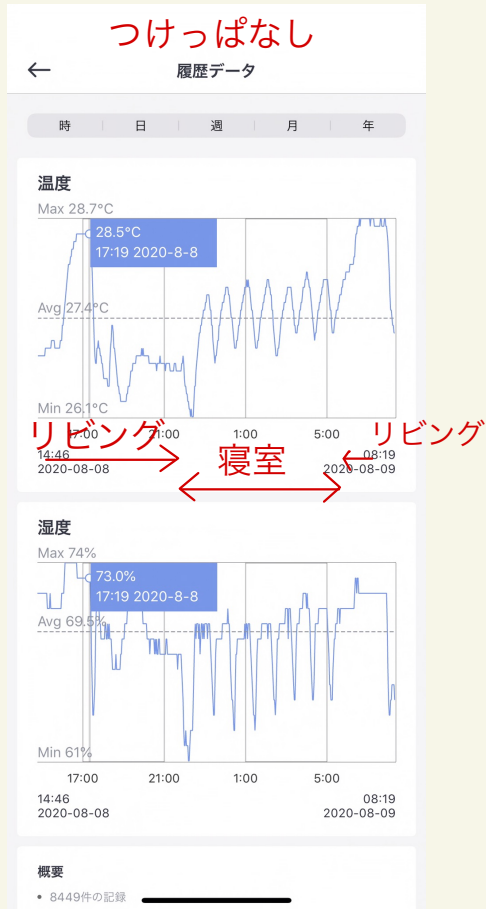 つけっぱなし
履歴データ
時 日 週 月 年
温度
Max 28.7°C
28.5°C
17:19 2020-8-8
Avg 27.4°C
Min 26.1°C
17:00 21:00 1:00 5:00
リビング 寝室 リビング
14:46 08:19
2020-08-08 2020-08-09
湿度
Max 74%
73.0%
17:19 2020-8-8
Avg 69.5%
Min 61%
17:00 21:00 1:00 5:00
14:46 08:19
2020-08-08 2020-08-09
概要
• 8449件の記録